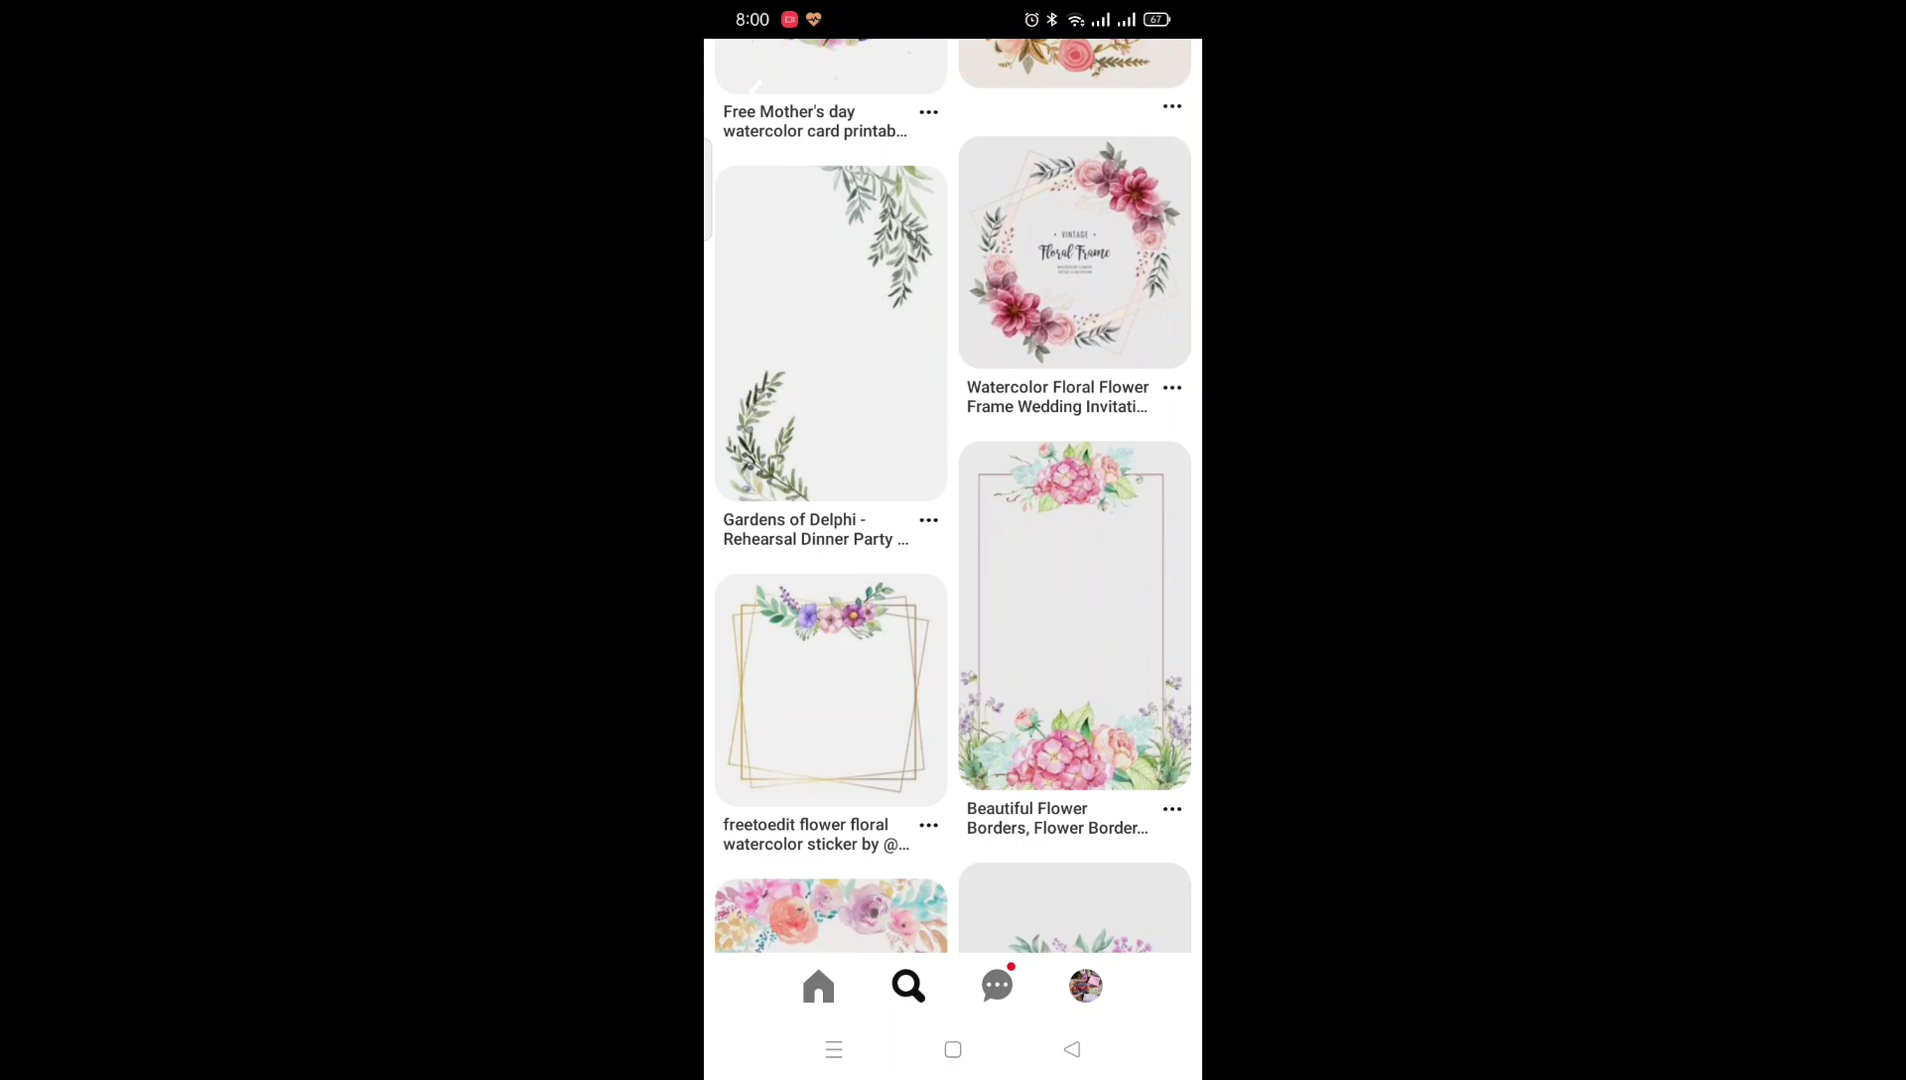 8:00
67
Free Mother's day
watercolor card printab...
VINTAGE
Floral Frame
Watercolor Floral Flower
Frame Wedding Invitati...
Gardens of Delphi -
Rehearsal Dinner Party ...
Beautiful Flower
Borders, Flower Border...
freetoedit flower floral
watercolor sticker by @...